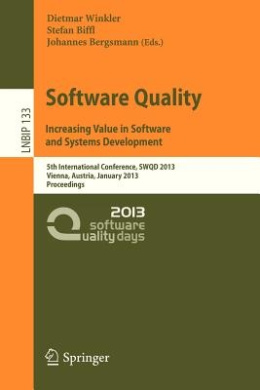 Dietmar Winkler
Stefan Biffl
Johannes Bergsmann (Eds.)
LNBIP 133
Software Quality
Increasing Value in Software
and Systems Development
5th International Conference, SWQD 2013
Vienna, Austria, January 2013
Proceedings
2013
software
quality days
Springer